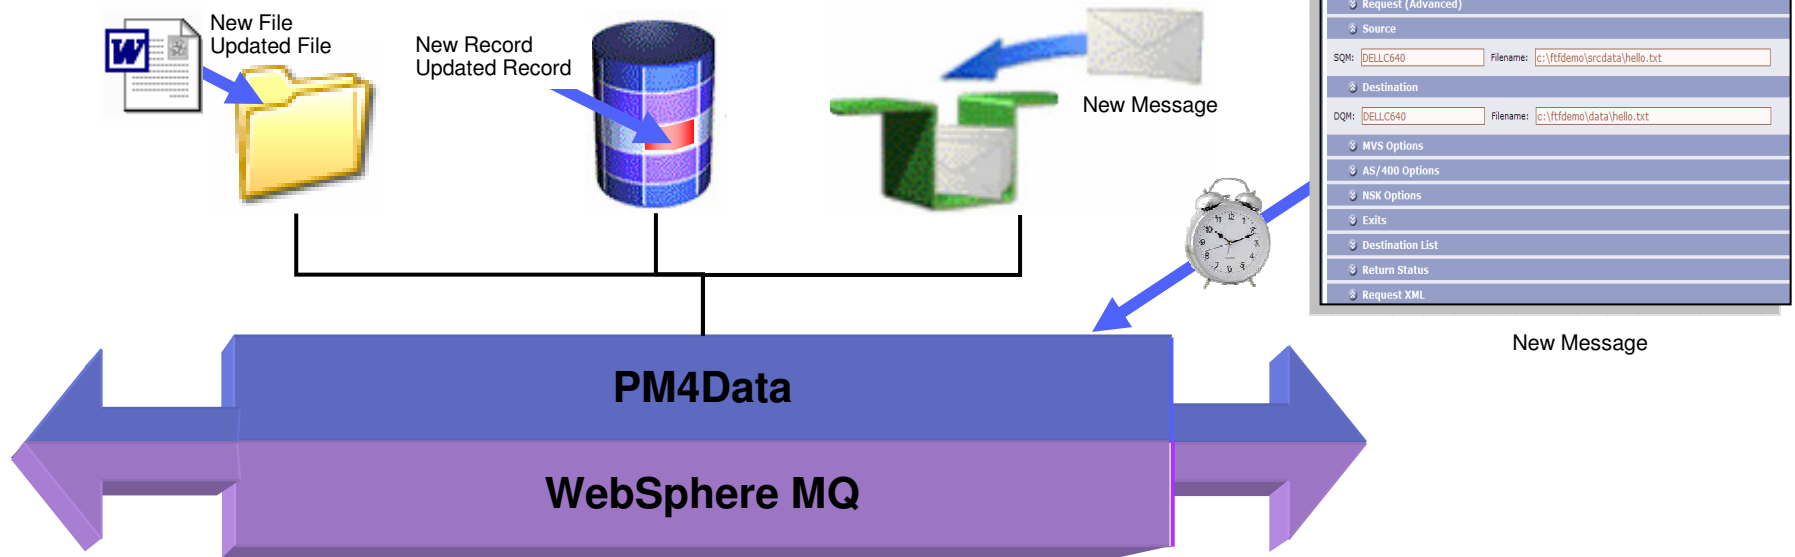 New File
Updated File
New Record
Updated Record
New Message
Request (Advanced)
Source
SQM: DELLC640 Filename: c:\ftfdemo\srcdata\hello.txt
Destination
DQM: DELLC640 Filename: c:\ftfdemo\data\hello.txt
MVS Options
AS/400 Options
NSK Options
Exits
Destination List
Return Status
Request XML
New Message
PM4Data
WebSphere MQ